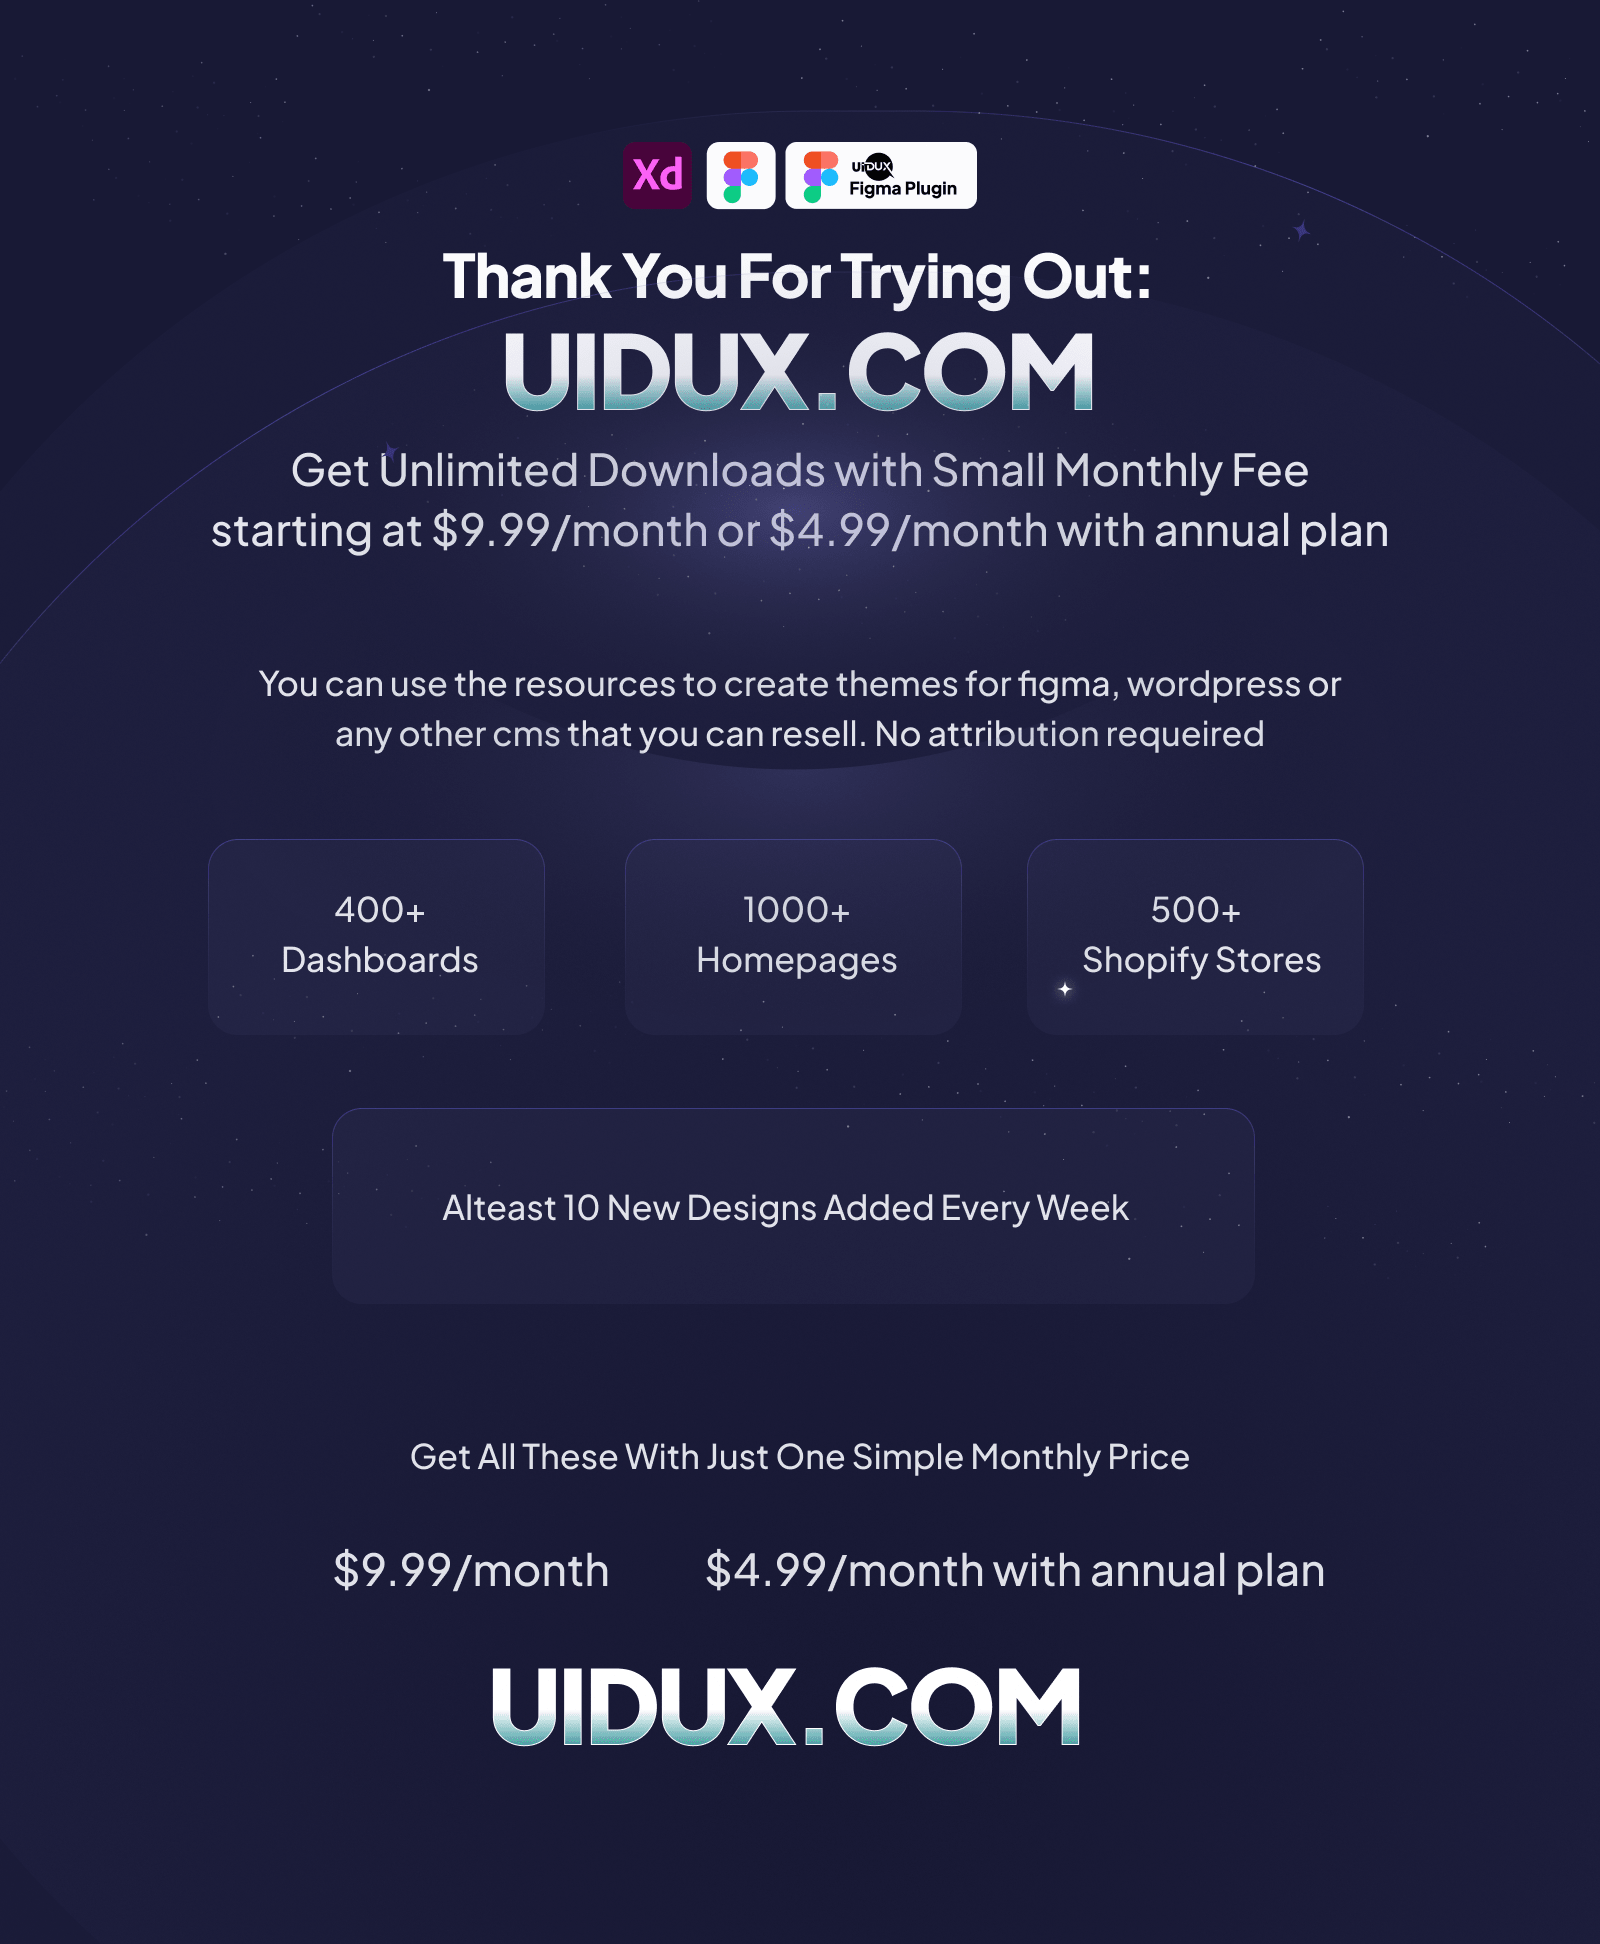 Xd
UiDUX
Figma Plugin
Thank You For Trying Out:
UIDUX.COM
Get Unlimited Downloads with Small Monthly Fee
starting at $9.99/month or $4.99/month with annual plan
You can use the resources to create themes for figma, wordpress or
any other cms that you can resell. No attribution requeired
400+
Dashboards
1000+
Homepages
500+
Shopify Stores
Alteast 10 New Designs Added Every Week
Get All These With Just One Simple Monthly Price
$9.99/month
$4.99/month with annual plan
UIDUX.COM